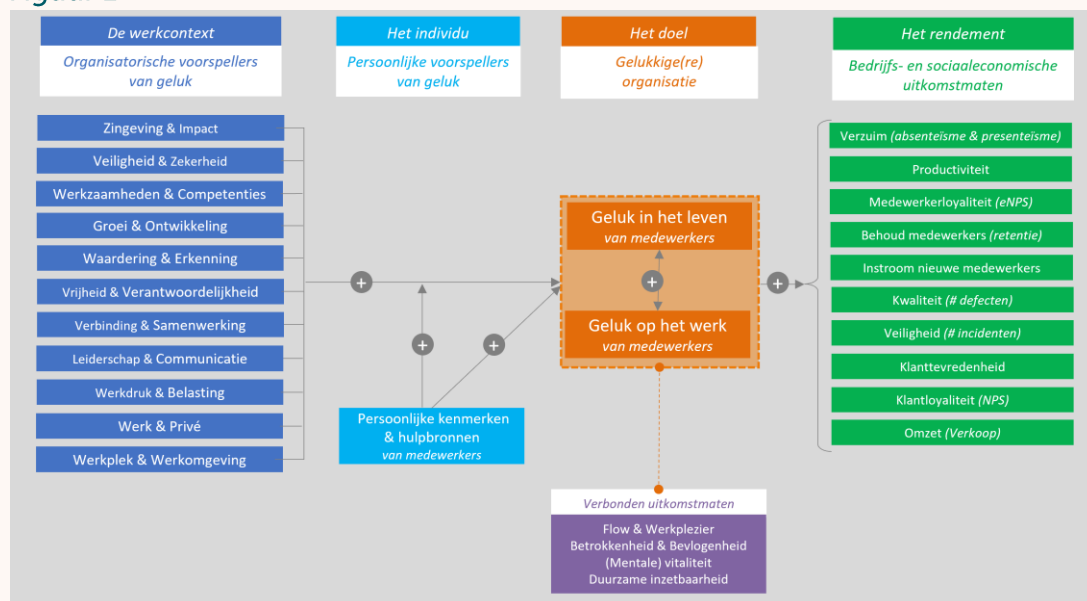 De werkcontext
Organisatorische voorspellers
van geluk
Het individu
Persoonlijke voorspellers
van geluk
Het doel
Gelukkige(re)
organisatie
Het rendement
Bedrijfs- en sociaaleconomische
uitkomstmaten
Zingeving & Impact
Veiligheid & Zekerheid
Werkzaamheden & Competenties
Groei & Ontwikkeling
Waardering & Erkenning
Vrijheid & Verantwoordelijkheid
Verbinding & Samenwerking
Leiderschap & Communicatie
Werkdruk & Belasting
Werk & Privé
Werkplek & Werkomgeving
+
+
+
Persoonlijke kenmerken
& hulpbronnen
van medewerkers
Geluk in het leven
van medewerkers
+
Geluk op het werk
van medewerkers
+
Verbonden uitkomstmaten
Flow & Werkplezier
Betrokkenheid & Bevlogenheid
(Mentale) vitaliteit
Duurzame inzetbaarheid
Verzuim (absenteïsme & presenteïsme)
Productiviteit
Medewerkerloyaliteit (eNPS)
Behoud medewerkers (retentie)
Instroom nieuwe medewerkers
Kwaliteit (# defecten)
Veiligheid (# incidenten)
Klanttevredenheid
Klantloyaliteit (NPS)
Omzet (Verkoop)